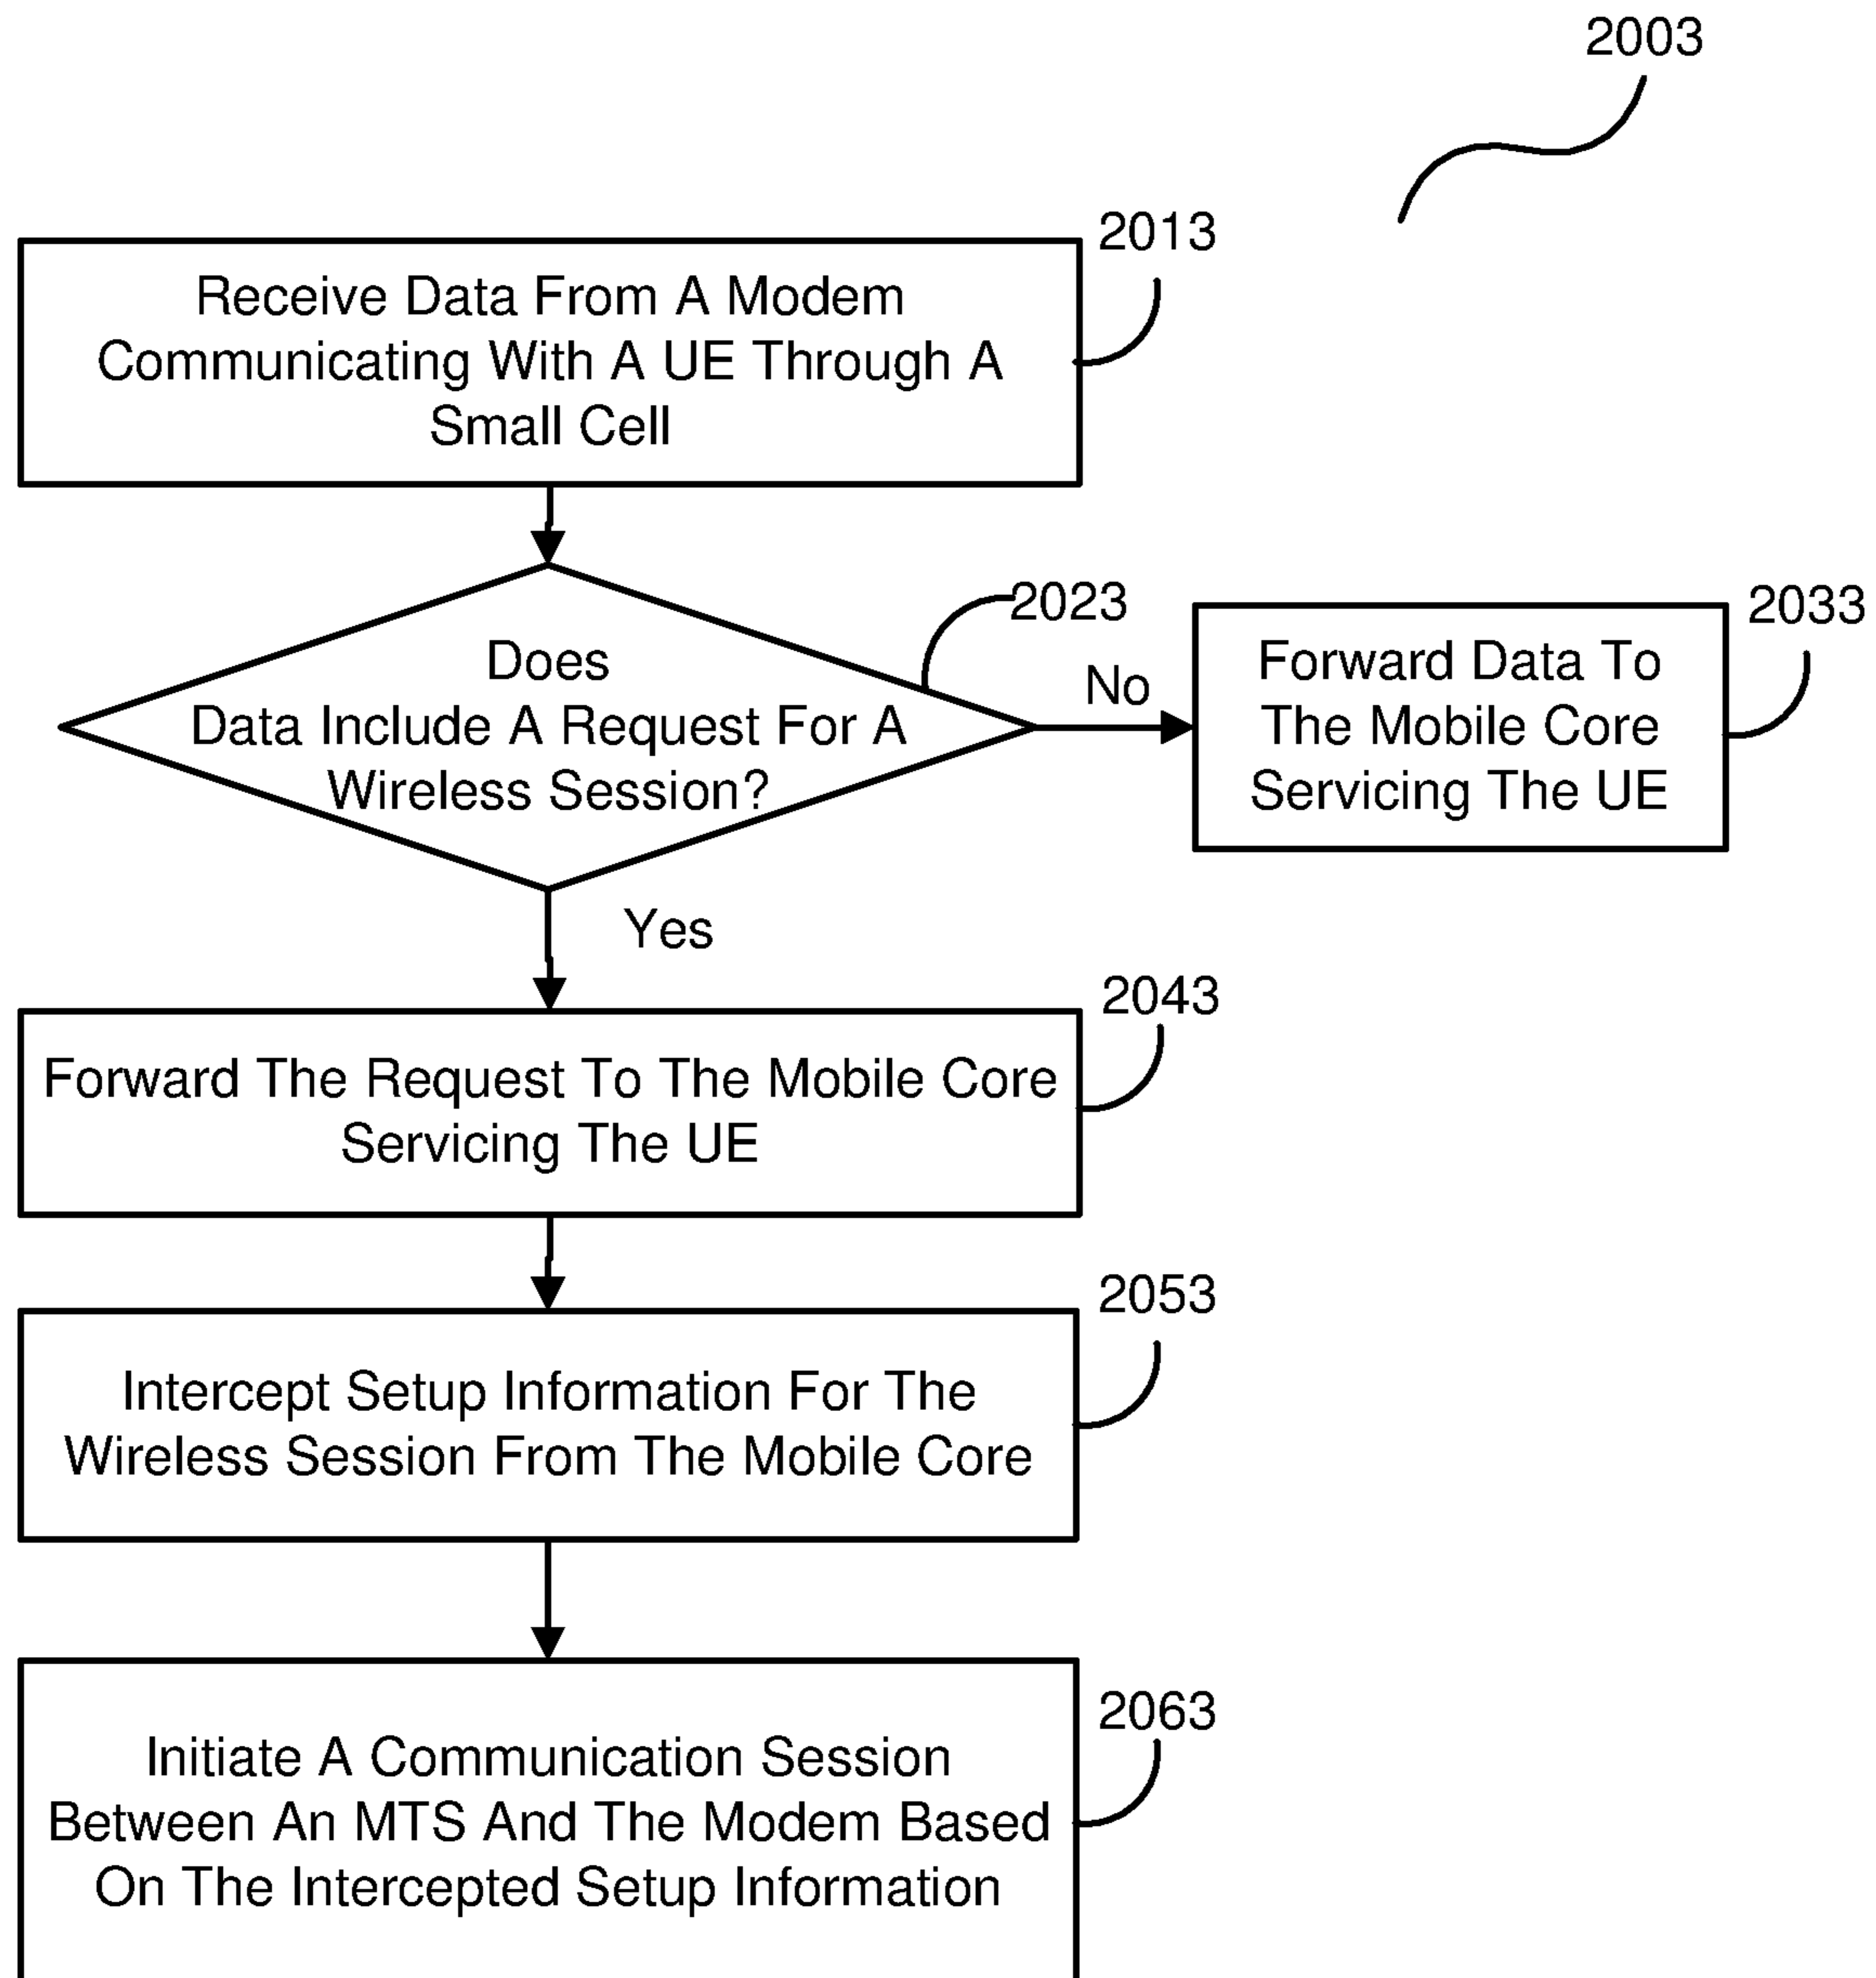 2003
2013
Receive Data From A Modem
Communicating With A UE Through A
Small Cell
2023
Does
Data Include A Request For A
Wireless Session?
No
2033
Forward Data To
The Mobile Core
Servicing The UE
Yes
2043
Forward The Request To The Mobile Core
Servicing The UE
2053
Intercept Setup Information For The
Wireless Session From The Mobile Core
2063
Initiate A Communication Session
Between An MTS And The Modem Based
On The Intercepted Setup Information